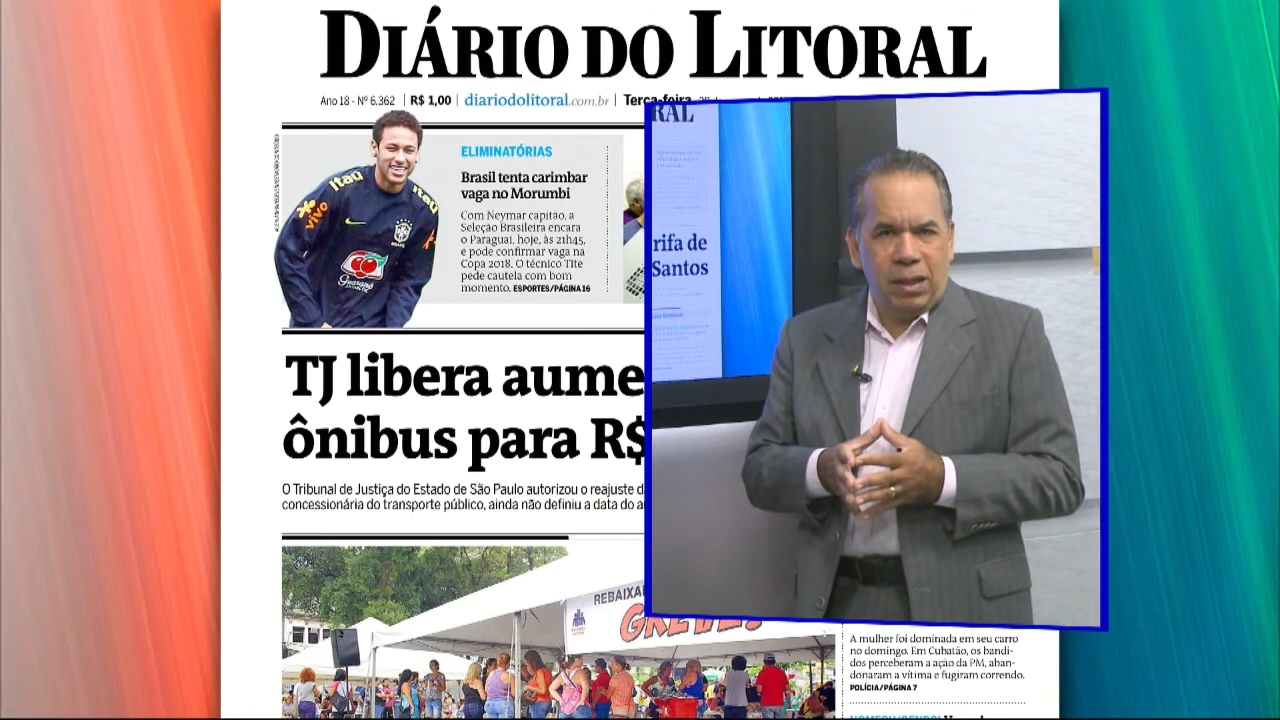 DIÁRIO DO LITORAL
Ano 18 - Nº 6.362 | R$ 1,00 | diariodolitoral.com.br | Terça-feira
ELIMINATÓRIAS
Brasil tenta carimbar
vaga no Morumbi
Com Neymar capitão, a
Seleção Brasileira encara
o Paraguai, hoje, às 21h45,
e pode confirmar vaga na
Copa 2018. O técnico Tite
pede cautela com bom
momento. ESPORTES/PÁGINA 16
Itaú
Itaú
vivo
BRASIL
Guaraná
RAL
rifa de
Santos
TJ libera aume
ônibus para R$
O Tribunal de Justiça do Estado de São Paulo autorizou o reajuste d
concessionária do transporte público, ainda não definiu a data do a
REBAIXA
GREVE
A mulher foi dominada em seu carro
no domingo. Em Cubatão, os bandi-
dos perceberam a ação da PM, aban-
donaram a vítima e fugiram correndo.
POLÍCIA/PÁGINA 7